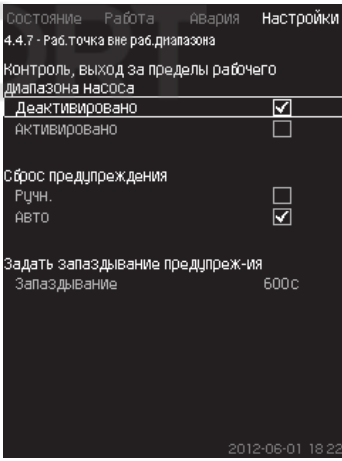 Состояние Работа Авария Настройки
4.4.7 - Раб.точка вне раб.диапазона
Контроль, выход за пределы рабочего
диапазона насоса
Деактивировано
Активировано
Сброс предупреждения
Ручн.
Авто
Задать запаздывание предупреж-ия
Запаздывание 600с
2012-06-01 18:22